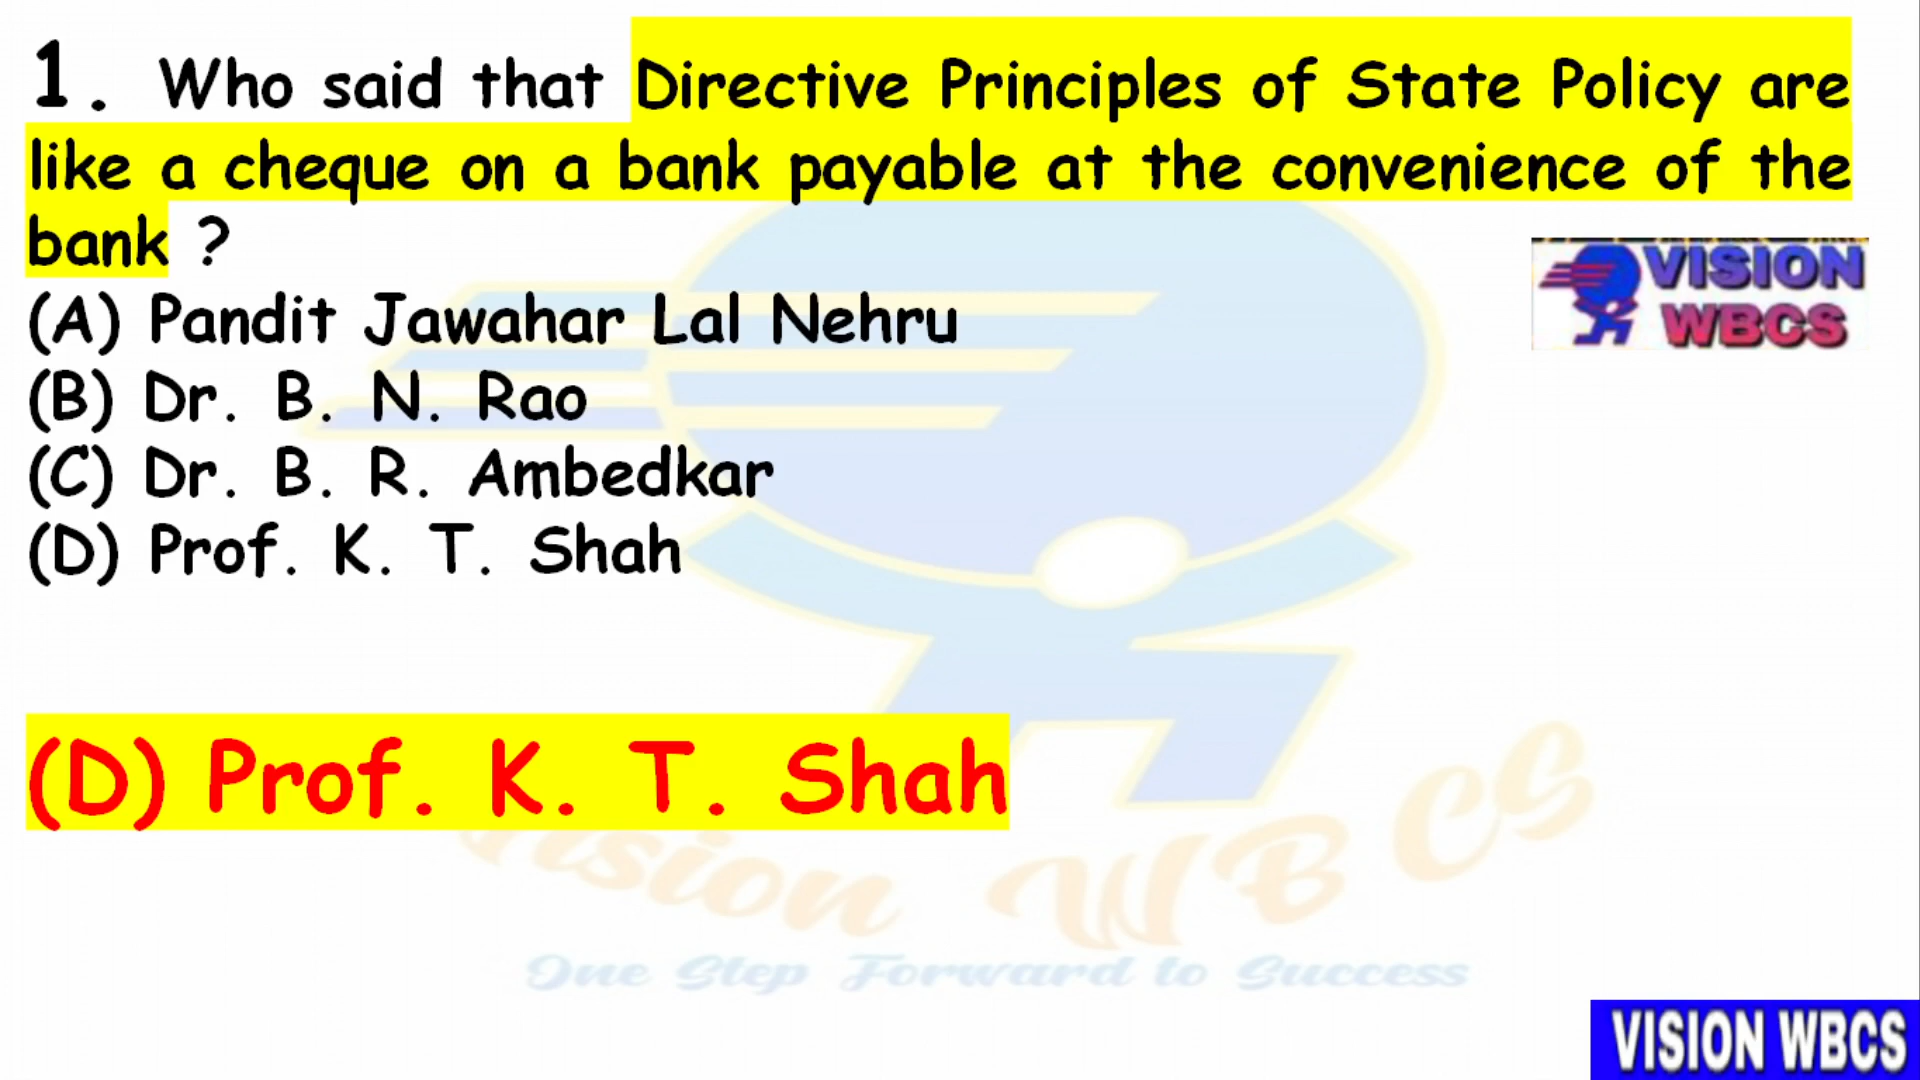 1. Who said that Directive Principles of State Policy are
like a cheque on a bank payable at the convenience of the
bank ?
VISION
WBCS
(A) Pandit Jawahar Lal Nehru
(B) Dr. B. N. Rao
(C) Dr. B. R. Ambedkar
(D) Prof. K. T. Shah
(D) Prof. K. T. Shah
Vision WBCS
One Step Forward to Success
VISION WBCS